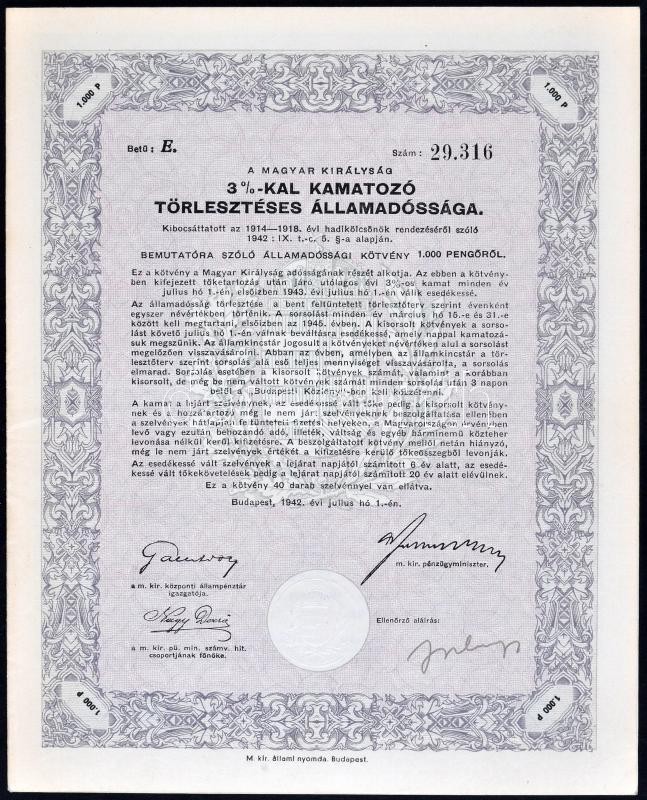 1.000 P
1.000 P
Betü: E.
Szám: 29.316
A MAGYAR KIRÁLYSÁG
3%-KAL KAMATOZÓ
TÖRLESZTÉSES ÁLLAMADÓSSÁGA.
Kibocsáttatott az 1914—1918. évi hadikölcsönök rendezéséről szóló
1942: IX. t.-c. 5. §-a alapján.
BEMUTATÓRA SZÓLÓ ÁLLAMADÓSSÁGI KÖTVÉNY 1.000 PENGŐRŐL.
Ez a kötvény a Magyar Királyság adósságának részét alkotja. Az ebben a kötvény-
ben kifejezett tőketartozás után járó utólagos évi 3%-os kamat minden év
julius hó 1.-én, elsőízben 1943. évi julius hó 1.-én válik esedékessé.
Az államadósság törlesztése a bent feltüntetett törlesztőterv szerint évenként
egyszer névértékben történik. A sorsolást minden év március hó 15.-e és 31.-e
között kell megtartani, elsőízben az 1945. évben. A kisorsolt kötvények a sorso-
lást követő julius hó 1.-én válnak beváltásra esedékessé, amely nappal kamatozá-
suk megszünik. Az államkincstár jogosult a kötvényeket névértéken alul a sorsolást
megelőzően visszavásárolni. Abban az évben, amelyben az államkincstár a tör-
lesztőterv szerint sorsolás alá eső teljes mennyiséget visszavásárolta, a sorsolás
elmarad. Sorsolás esetében a kisorsolt kötvények számát, valamint a korábban
kisorsolt, de még be nem váltott kötvények számát minden sorsolás után 3 napon
belül a „Budapesti Közlöny”-ben kell közzétenni.
A kamat a lejárt szelvénynek, az esedékessé vált tőke pedig a kisorsolt kötvény-
nek és a hozzátartozó még le nem járt szelvényeknek beszolgáltatása ellenében
a szelvények hátlapján feltüntetett fizetési helyeken, a Magyarországon érvényben
levő vagy ezután behozandó adó, illeték, váltság és egyéb bárminemű közteher
levonása nélkül kerül kifizetésre. A beszolgáltatott kötvény mellől netán hiányzó,
még le nem járt szelvények értékét a kifizetésre kerülő tőkeösszegből levonják.
Az esedékessé vált szelvények a lejárat napjától számított 6 év alatt, az esedé-
kessé vált tőkekövetelések pedig a lejárat napjától számított 20 év alatt elévülnek.
Ez a kötvény 40 darab szelvénnyel van ellátva.
Budapest, 1942. évi julius hó 1.-én.
m. kir. pénzügyminiszter.
a m. kir. központi állampénztár
igazgatója.
Ellenőrző aláírás:
a m. kir. pü. min. számv. hit.
csoportjának főnöke.
1.000 P
1.000 P
M. kir. állami nyomda. Budapest.